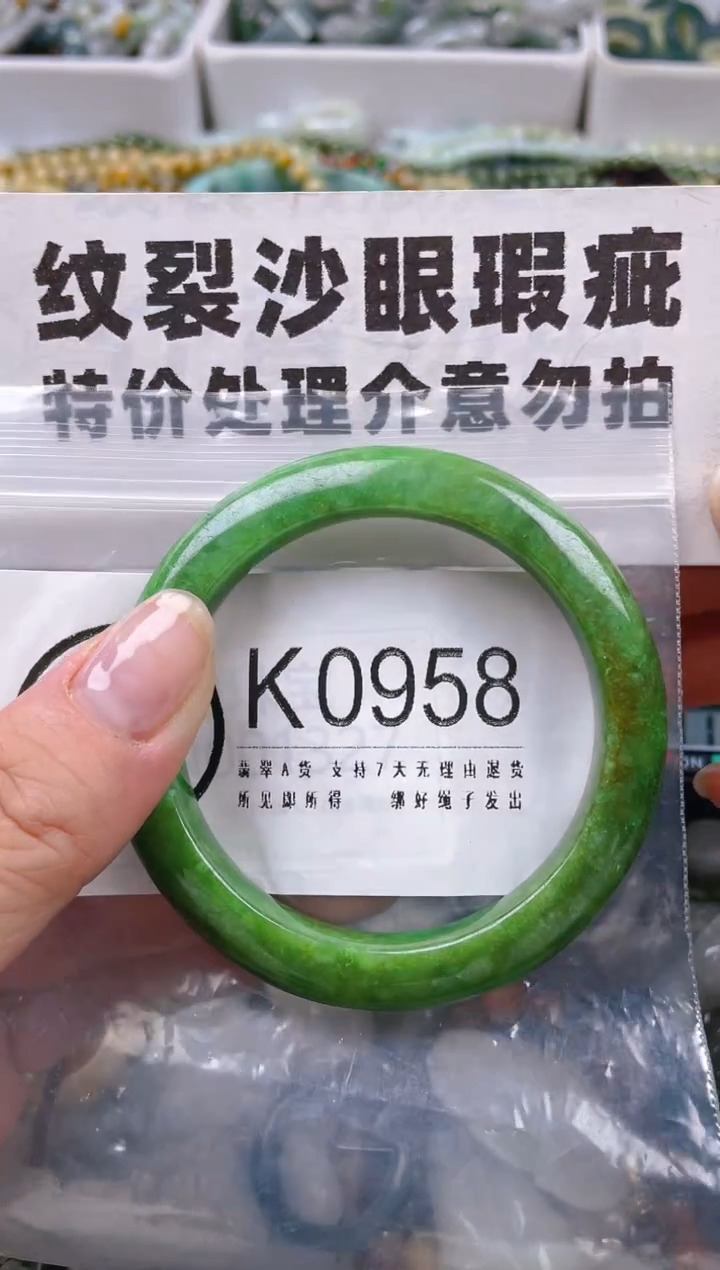 纹裂沙眼瑕疵
特价处理介意勿拍
K0958
翡翠A货 支持7天无理由退货
所见即所得 绑好绳子发出
ON